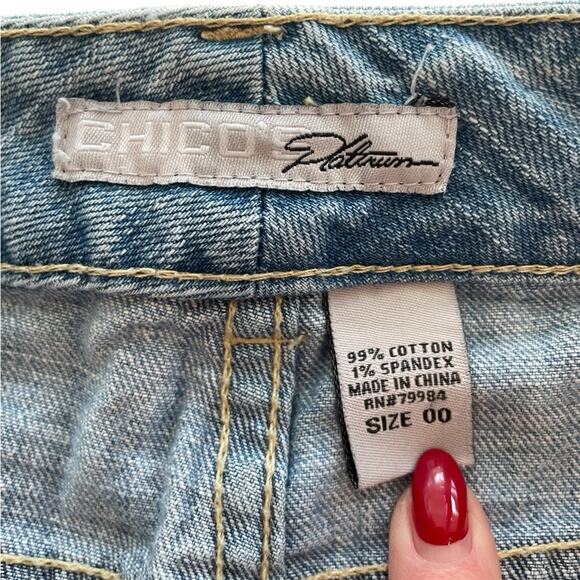 CHICO'S Platinum
99% COTTON
1% SPANDEX
MADE IN CHINA
RN#79984
SIZE 00